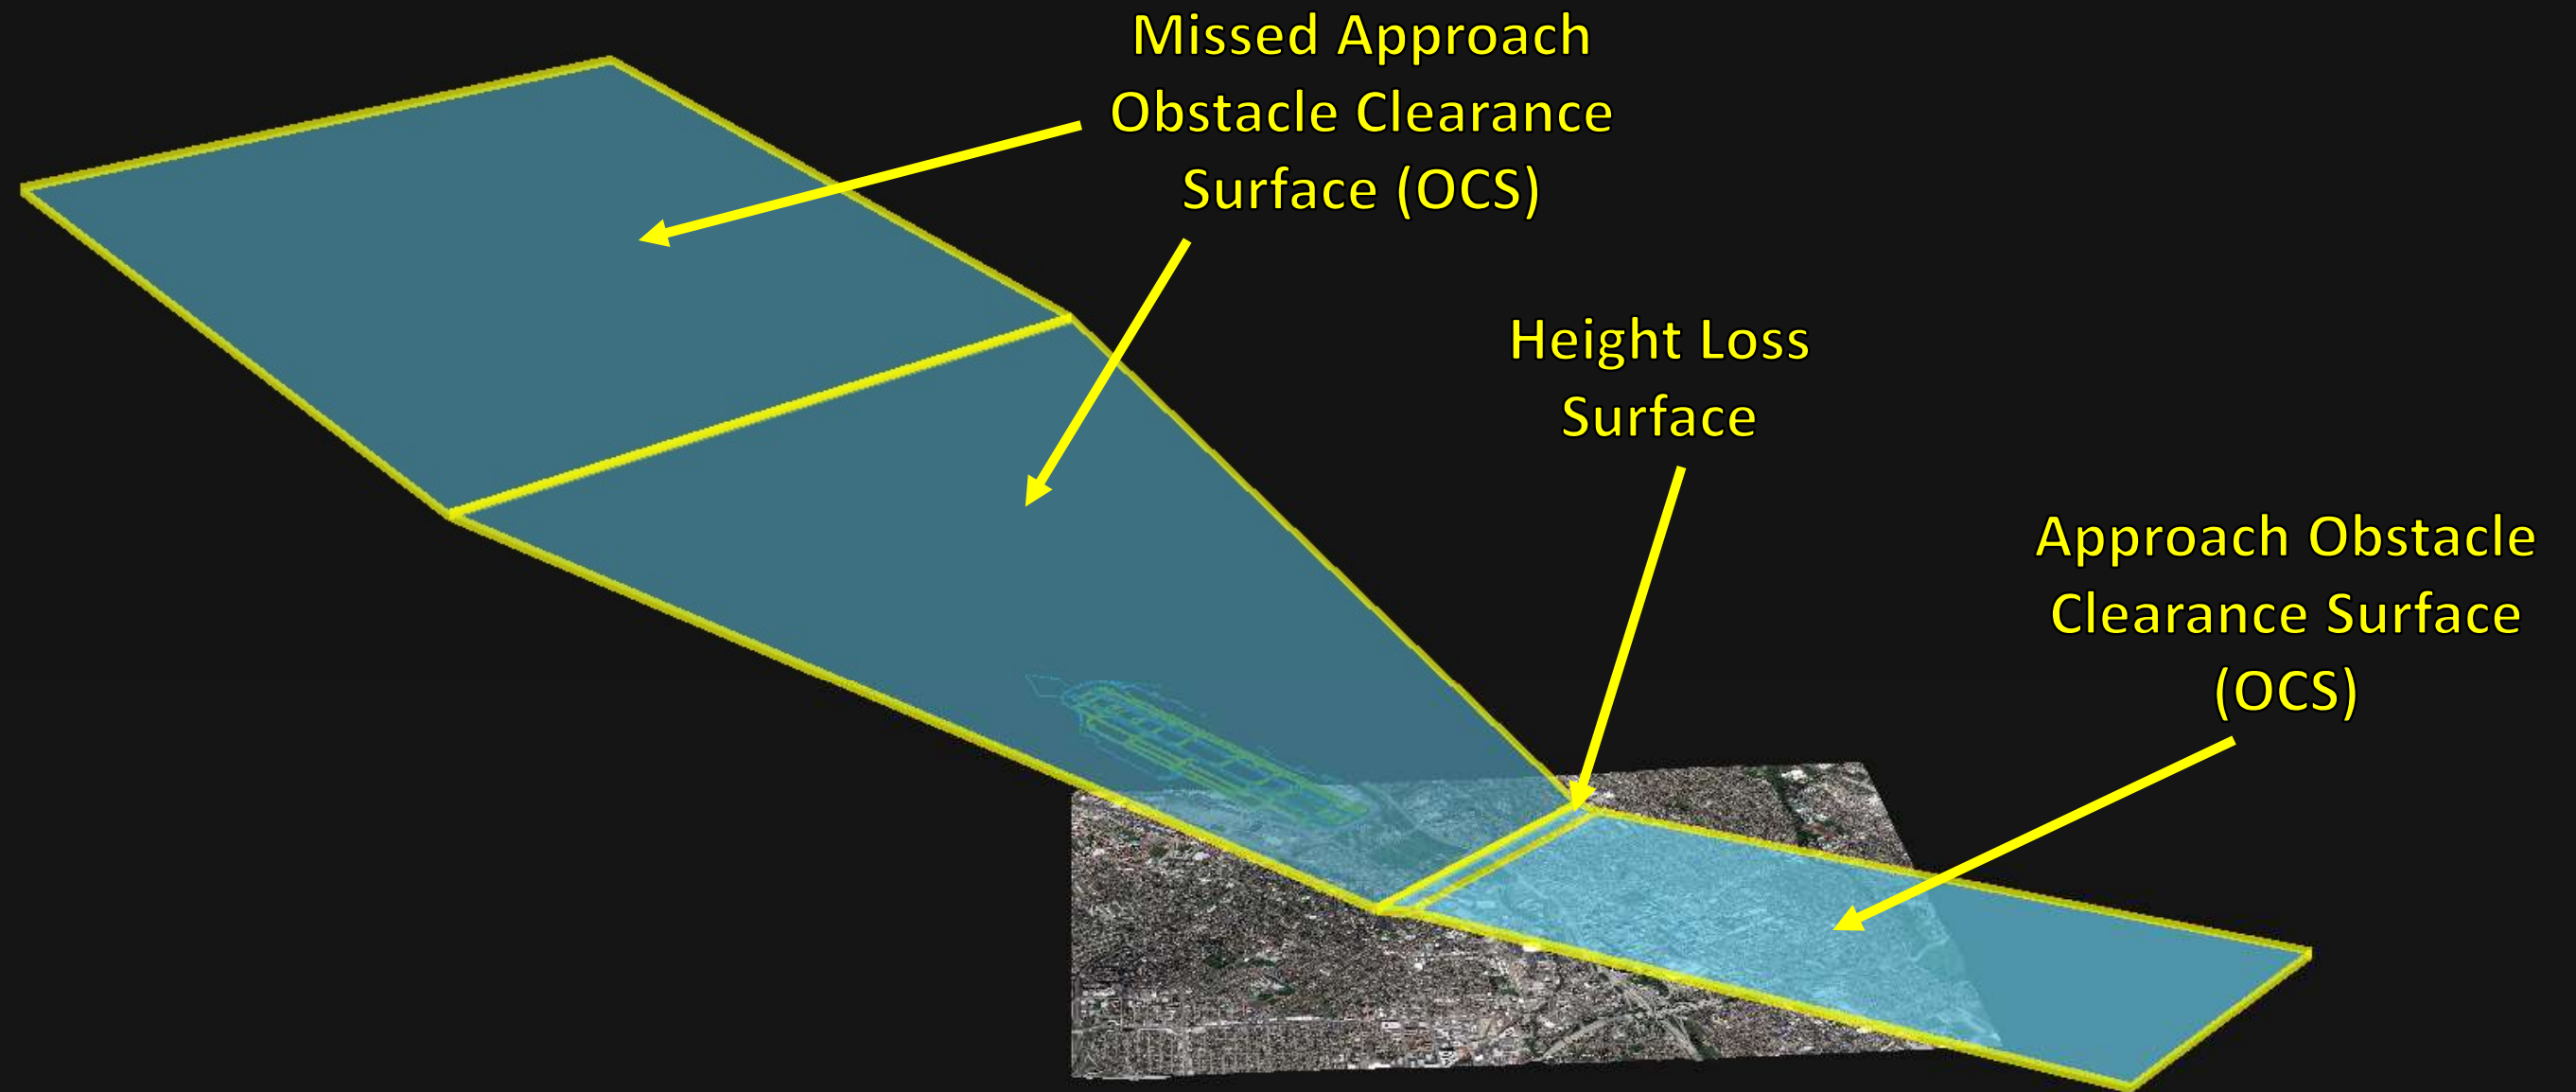 Missed Approach
Obstacle Clearance
Surface (OCS)
Height Loss
Surface
Approach Obstacle
Clearance Surface
(OCS)